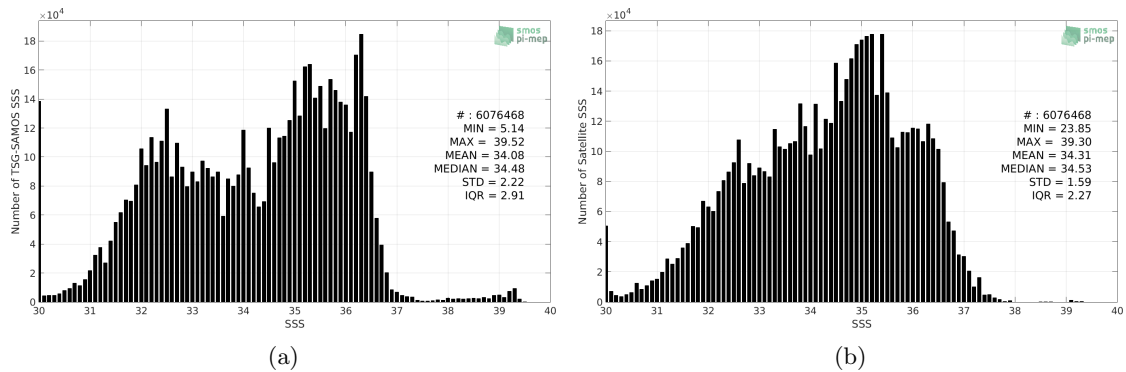 ×10⁴
18
16
14
12
10
8
6
4
2
0
Number of TSG-SAMOS SSS
30 31 32 33 34 35 36 37 38 39 40
SSS
smos
pi-mep
# : 6076468
MIN = 5.14
MAX = 39.52
MEAN = 34.08
MEDIAN = 34.48
STD = 2.22
IQR = 2.91
(a)
×10⁴
18
16
14
12
10
8
6
4
2
0
Number of Satellite SSS
30 31 32 33 34 35 36 37 38 39 40
SSS
smos
pi-mep
# : 6076468
MIN = 23.85
MAX = 39.30
MEAN = 34.31
MEDIAN = 34.53
STD = 1.59
IQR = 2.27
(b)